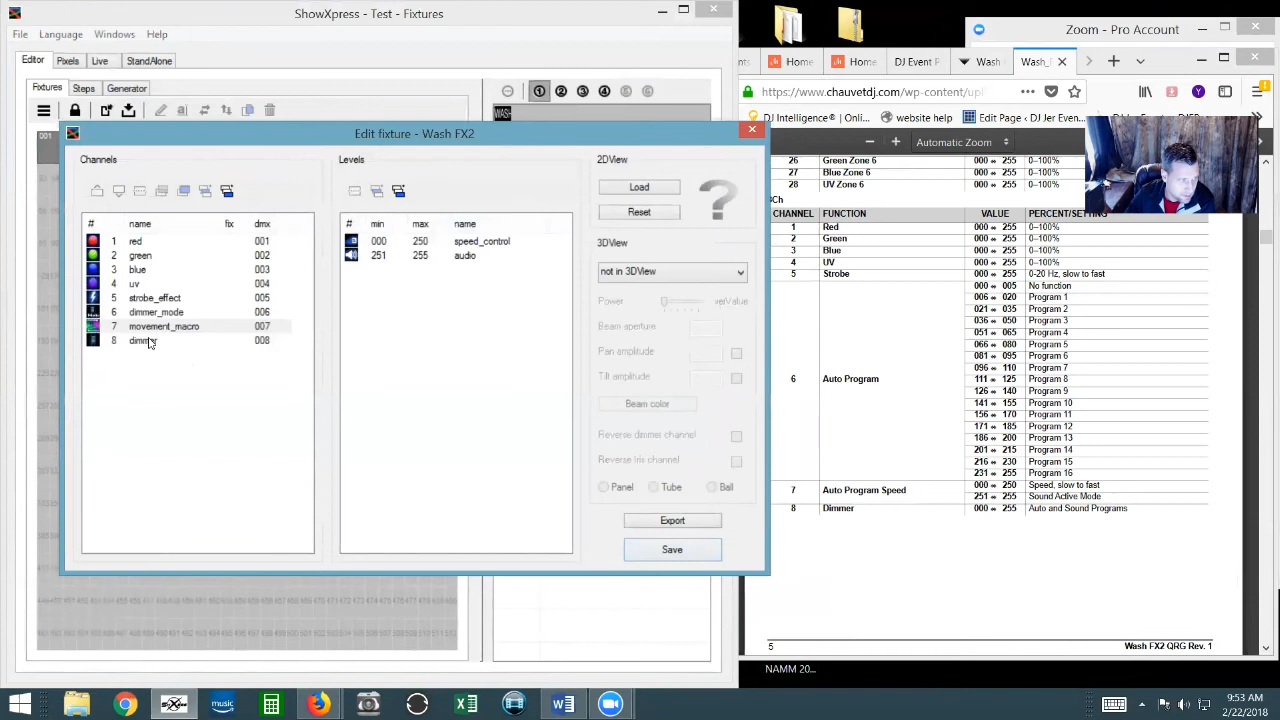 ShowXpress - Test - Fixtures
File Language Windows Help
Editor Pixels Live StandAlone
Fixtures Steps Generator
1 2 3 4
WASH
001
Edit fixture - Wash FX2
Channels
# name fix dmx
1 red 001
2 green 002
3 blue 003
4 uv 004
5 strobe_effect 005
6 dimmer_mode 006
7 movement_macro 007
8 dimmer 008
Levels
# min max name
000 250 speed_control
251 255 audio
2DView
Load
?
Reset
3DView
not in 3DView
Power
Beam aperture
Pan amplitude
Tilt amplitude
Beam color
Reverse dimmer channel
Reverse Iris channel
Panel Tube Ball
Export
Save
Zoom - Pro Account
Home Home DJ Event P Wash Wash_
https://www.chauvetdj.com/wp-content/upl
DJ Intelligence® | Onli... website help Edit Page ‹ DJ Jer Ev
Automatic Zoom
26 Green Zone 6 000 ⇔ 255 0–100%
27 Blue Zone 6 000 ⇔ 255 0–100%
28 UV Zone 6 000 ⇔ 255 0–100%
CHANNEL FUNCTION VALUE PERCENT/SETTING
1 Red 000 ⇔ 255 0–100%
2 Green 000 ⇔ 255 0–100%
3 Blue 000 ⇔ 255 0–100%
4 UV 000 ⇔ 255 0–100%
5 Strobe 000 ⇔ 255 0-20 Hz, slow to fast
6 Auto Program
000 ⇔ 005 No function
006 ⇔ 020 Program 1
021 ⇔ 035 Program 2
036 ⇔ 050 Program 3
051 ⇔ 065 Program 4
066 ⇔ 080 Program 5
081 ⇔ 095 Program 6
096 ⇔ 110 Program 7
111 ⇔ 125 Program 8
126 ⇔ 140 Program 9
141 ⇔ 155 Program 10
156 ⇔ 170 Program 11
171 ⇔ 185 Program 12
186 ⇔ 200 Program 13
201 ⇔ 215 Program 14
216 ⇔ 230 Program 15
231 ⇔ 255 Program 16
7 Auto Program Speed
000 ⇔ 250 Speed, slow to fast
251 ⇔ 255 Sound Active Mode
8 Dimmer 000 ⇔ 255 Auto and Sound Programs
5 Wash FX2 QRG Rev. 1
NAMM 20...
music
9:53 AM
2/22/2018